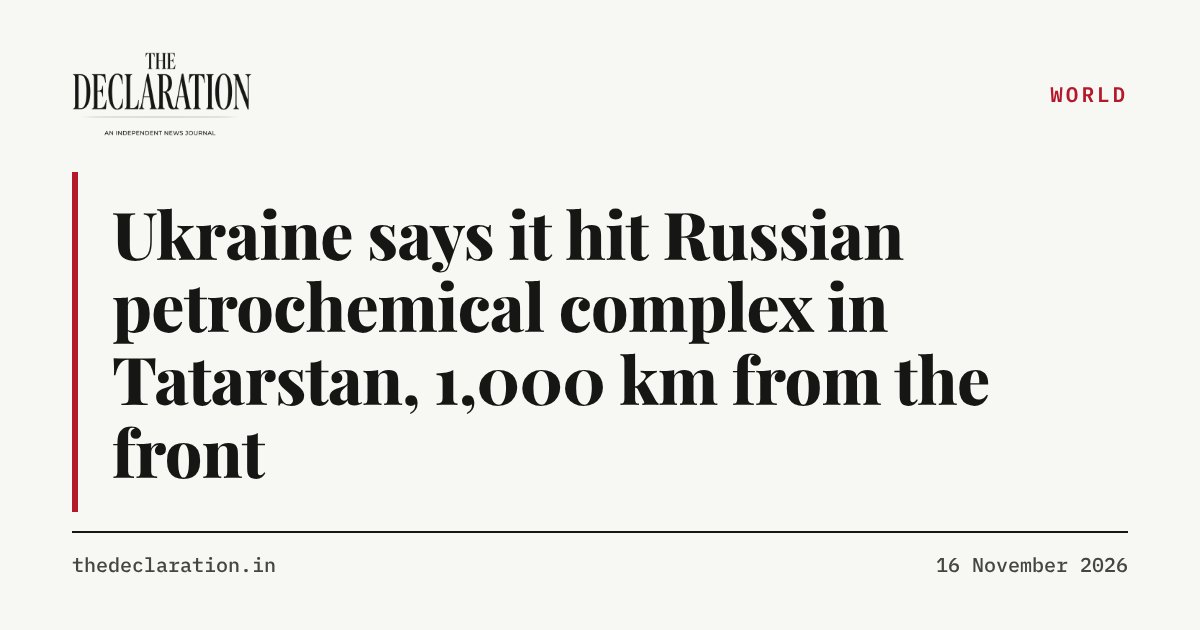 THE
DECLARATION
AN INDEPENDENT NEWS JOURNAL
WORLD
Ukraine says it hit Russian
petrochemical complex in
Tatarstan, 1,000 km from the
front
thedeclaration.in
16 November 2026